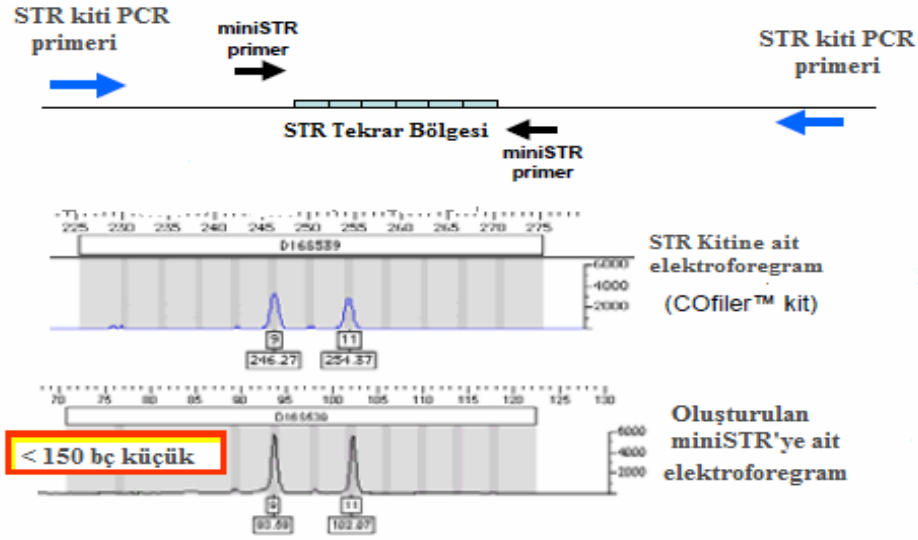 STR kiti PCR
primeri
miniSTR
primer
STR kiti PCR
primeri
STR Tekrar Bölgesi
miniSTR
primer
225 230 235 240 245 250 255 260 265 270 275
D16S539
6000
4000
2000
9 11
246.27 254.37
STR Kitine ait
elektroforegram
(COfiler™ kit)
70 75 80 85 90 95 100 105 110 115 120 125 130
D16S539
6000
4000
2000
< 150 bç küçük
9 11
93.59 102.07
Oluşturulan
miniSTR'ye ait
elektroforegram